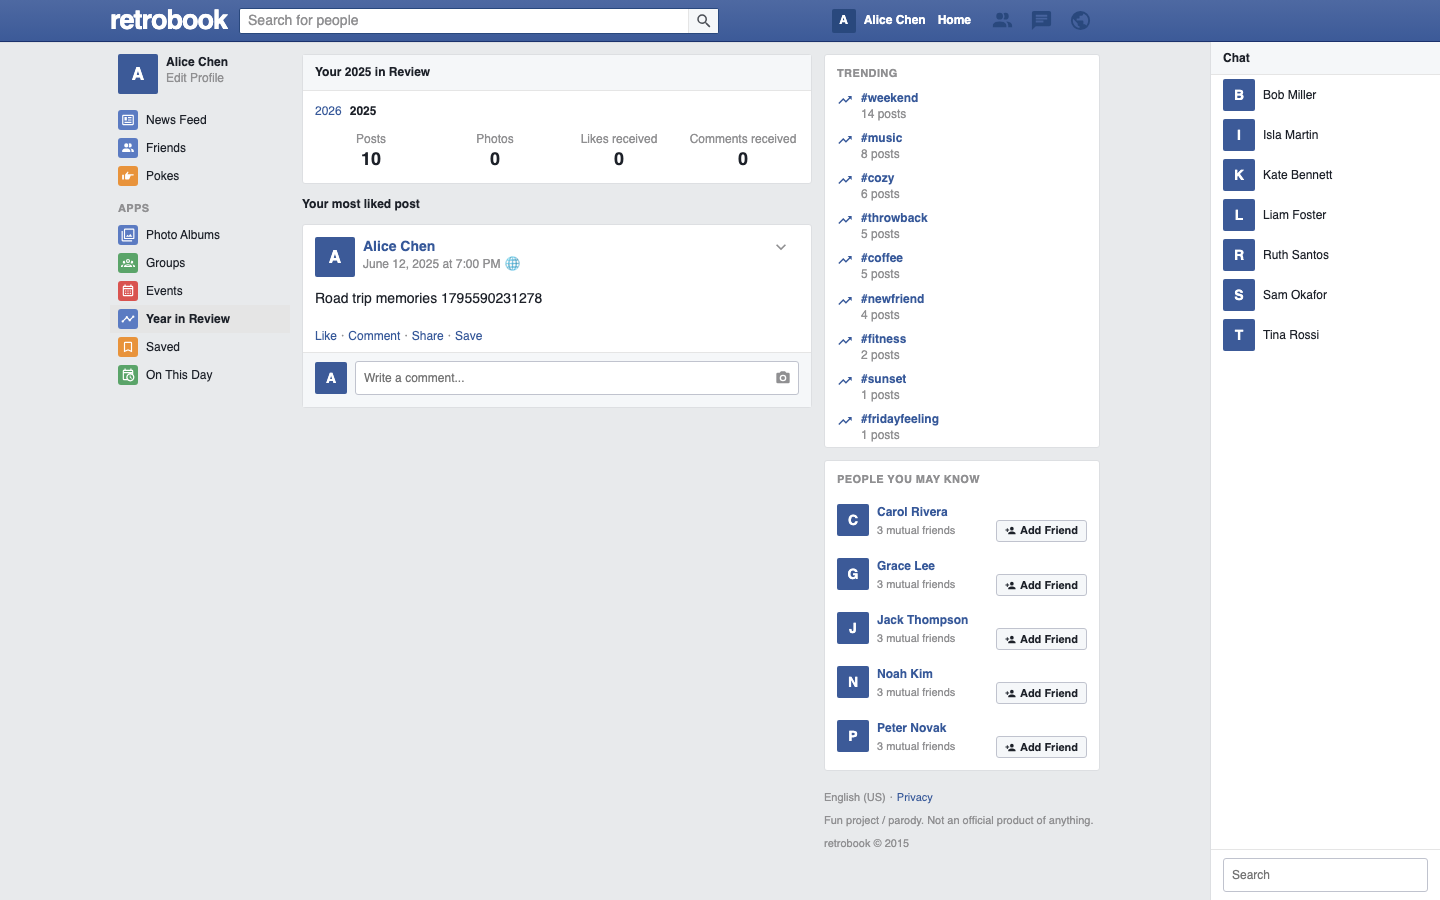 retrobook
Search for people
A
Alice Chen
Home
A
Alice Chen
Edit Profile
News Feed
Friends
Pokes
APPS
Photo Albums
Groups
Events
Year in Review
Saved
On This Day
Your 2025 in Review
2026 2025
Posts Photos Likes received Comments received
10 0 0 0
Your most liked post
A
Alice Chen
June 12, 2025 at 7:00 PM
Road trip memories 1795590231278
Like · Comment · Share · Save
A
Write a comment...
TRENDING
#weekend
14 posts
#music
8 posts
#cozy
6 posts
#throwback
5 posts
#coffee
5 posts
#newfriend
4 posts
#fitness
2 posts
#sunset
1 posts
#fridayfeeling
1 posts
PEOPLE YOU MAY KNOW
C
Carol Rivera
3 mutual friends
Add Friend
G
Grace Lee
3 mutual friends
Add Friend
J
Jack Thompson
3 mutual friends
Add Friend
N
Noah Kim
3 mutual friends
Add Friend
P
Peter Novak
3 mutual friends
Add Friend
English (US) · Privacy
Fun project / parody. Not an official product of anything.
retrobook © 2015
Chat
B Bob Miller
I Isla Martin
K Kate Bennett
L Liam Foster
R Ruth Santos
S Sam Okafor
T Tina Rossi
Search